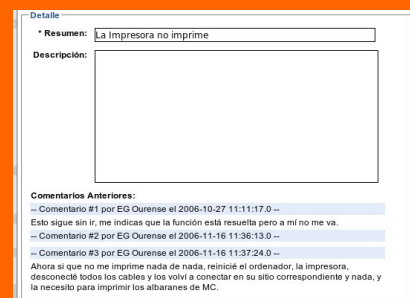 Detalle
* Resumen: La Impresora no imprime
Descripción:
Comentarios Anteriores:
-- Comentario #1 por EG Ourense el 2006-10-27 11:11:17.0 --
Esto sigue sin ir, me indicas que la función está resuelta pero a mí no me va.
-- Comentario #2 por EG Ourense el 2006-11-16 11:36:13.0 --
-- Comentario #3 por EG Ourense el 2006-11-16 11:37:24.0 --
Ahora si que no me imprime nada de nada, reinicié el ordenador, la impresora,
desconecté todos los cables y los volví a conectar en su sitio correspondiente y nada, y
la necesito para imprimir los albaranes de MC.